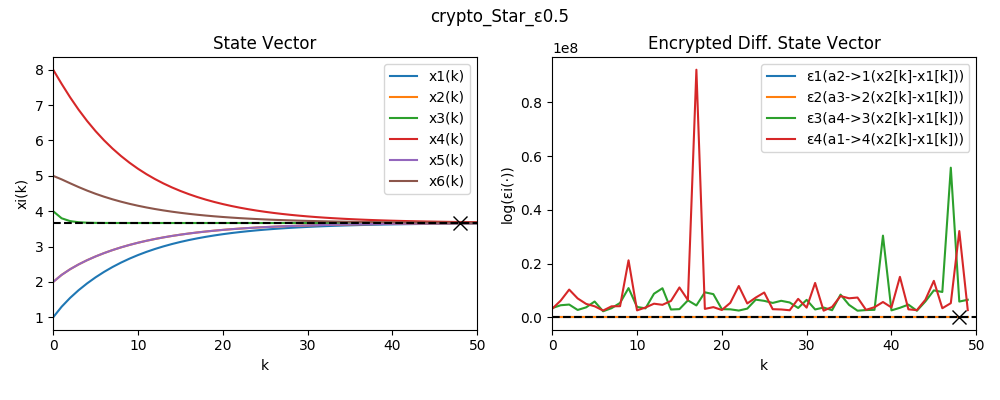 crypto_Star_ε0.5
State Vector
8
7
6
5
4
3
2
1
xi(k)
0
10
20
30
40
50
k
x1(k)
x2(k)
x3(k)
x4(k)
x5(k)
x6(k)
Encrypted Diff. State Vector
1e8
0.8
0.6
0.4
0.2
0.0
log(εi(·))
0
10
20
30
40
50
k
ε1(a2->1(x2[k]-x1[k]))
ε2(a3->2(x2[k]-x1[k]))
ε3(a4->3(x2[k]-x1[k]))
ε4(a1->4(x2[k]-x1[k]))